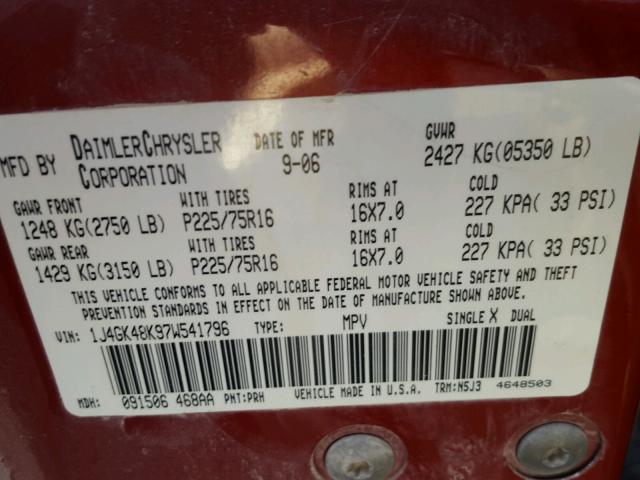 MFD BY DAIMLERCHRYSLER CORPORATION DATE OF MFR 9-06 GVWR 2427 KG(05350 LB)
GAWR FRONT WITH TIRES RIMS AT COLD
1248 KG(2750 LB) P225/75R16 16X7.0 227 KPA( 33 PSI)
GAWR REAR WITH TIRES RIMS AT COLD
1429 KG(3150 LB) P225/75R16 16X7.0 227 KPA( 33 PSI)
THIS VEHICLE CONFORMS TO ALL APPLICABLE FEDERAL MOTOR VEHICLE SAFETY AND THEFT
PREVENTION STANDARDS IN EFFECT ON THE DATE OF MANUFACTURE SHOWN ABOVE.
VIN: 1J4GK48K97W541796 TYPE: MPV SINGLE X DUAL
MDH: 091506 468AA PNT:PRH VEHICLE MADE IN U.S.A. TRM:N5J3 4648503